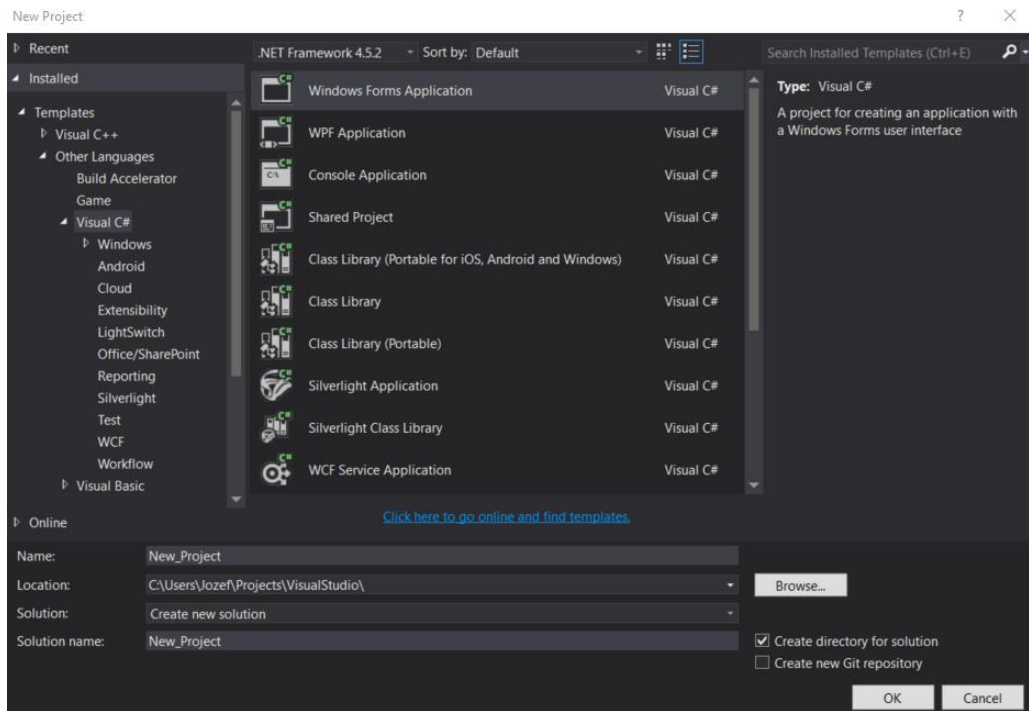 New Project
?
Recent
.NET Framework 4.5.2
Sort by: Default
Search Installed Templates (Ctrl+E)
Installed
Templates
Visual C++
Other Languages
Build Accelerator
Game
Visual C#
Windows
Android
Cloud
Extensibility
LightSwitch
Office/SharePoint
Reporting
Silverlight
Test
WCF
Workflow
Visual Basic
Online
Windows Forms Application Visual C#
WPF Application Visual C#
Console Application Visual C#
Shared Project Visual C#
Class Library (Portable for iOS, Android and Windows) Visual C#
Class Library Visual C#
Class Library (Portable) Visual C#
Silverlight Application Visual C#
Silverlight Class Library Visual C#
WCF Service Application Visual C#
Click here to go online and find templates.
Type: Visual C#
A project for creating an application with
a Windows Forms user interface
Name: New_Project
Location: C:\Users\Jozef\Projects\VisualStudio\
Browse...
Solution: Create new solution
Solution name: New_Project
Create directory for solution
Create new Git repository
OK
Cancel